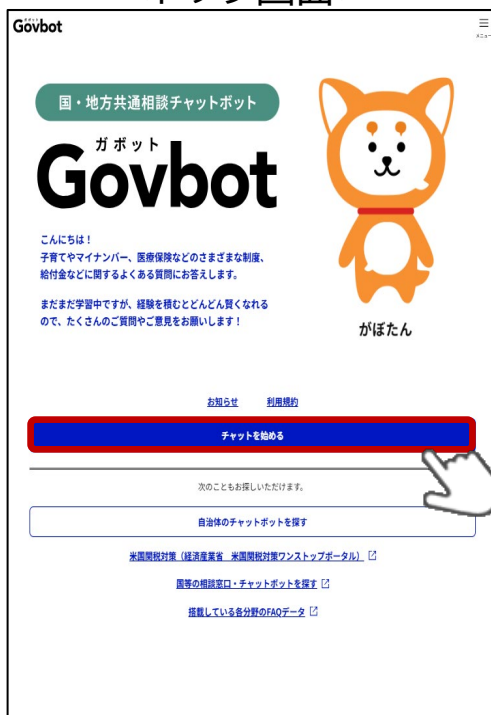 トップ画面
Govbot
メニュー
国・地方共通相談チャットボット
ガボット
Govbot
こんにちは！
子育てやマイナンバー、医療保険などのさまざまな制度、
給付金などに関するよくある質問にお答えします。
まだまだ学習中ですが、経験を積むとどんどん賢くなれる
ので、たくさんのご質問やご意見をお願いします！
がぼたん
お知らせ 利用規約
チャットを始める
次のこともお探しいただけます。
自治体のチャットボットを探す
米国関税対策（経済産業省 米国関税対策ワンストップポータル）
国等の相談窓口・チャットボットを探す
搭載している各分野のFAQデータ